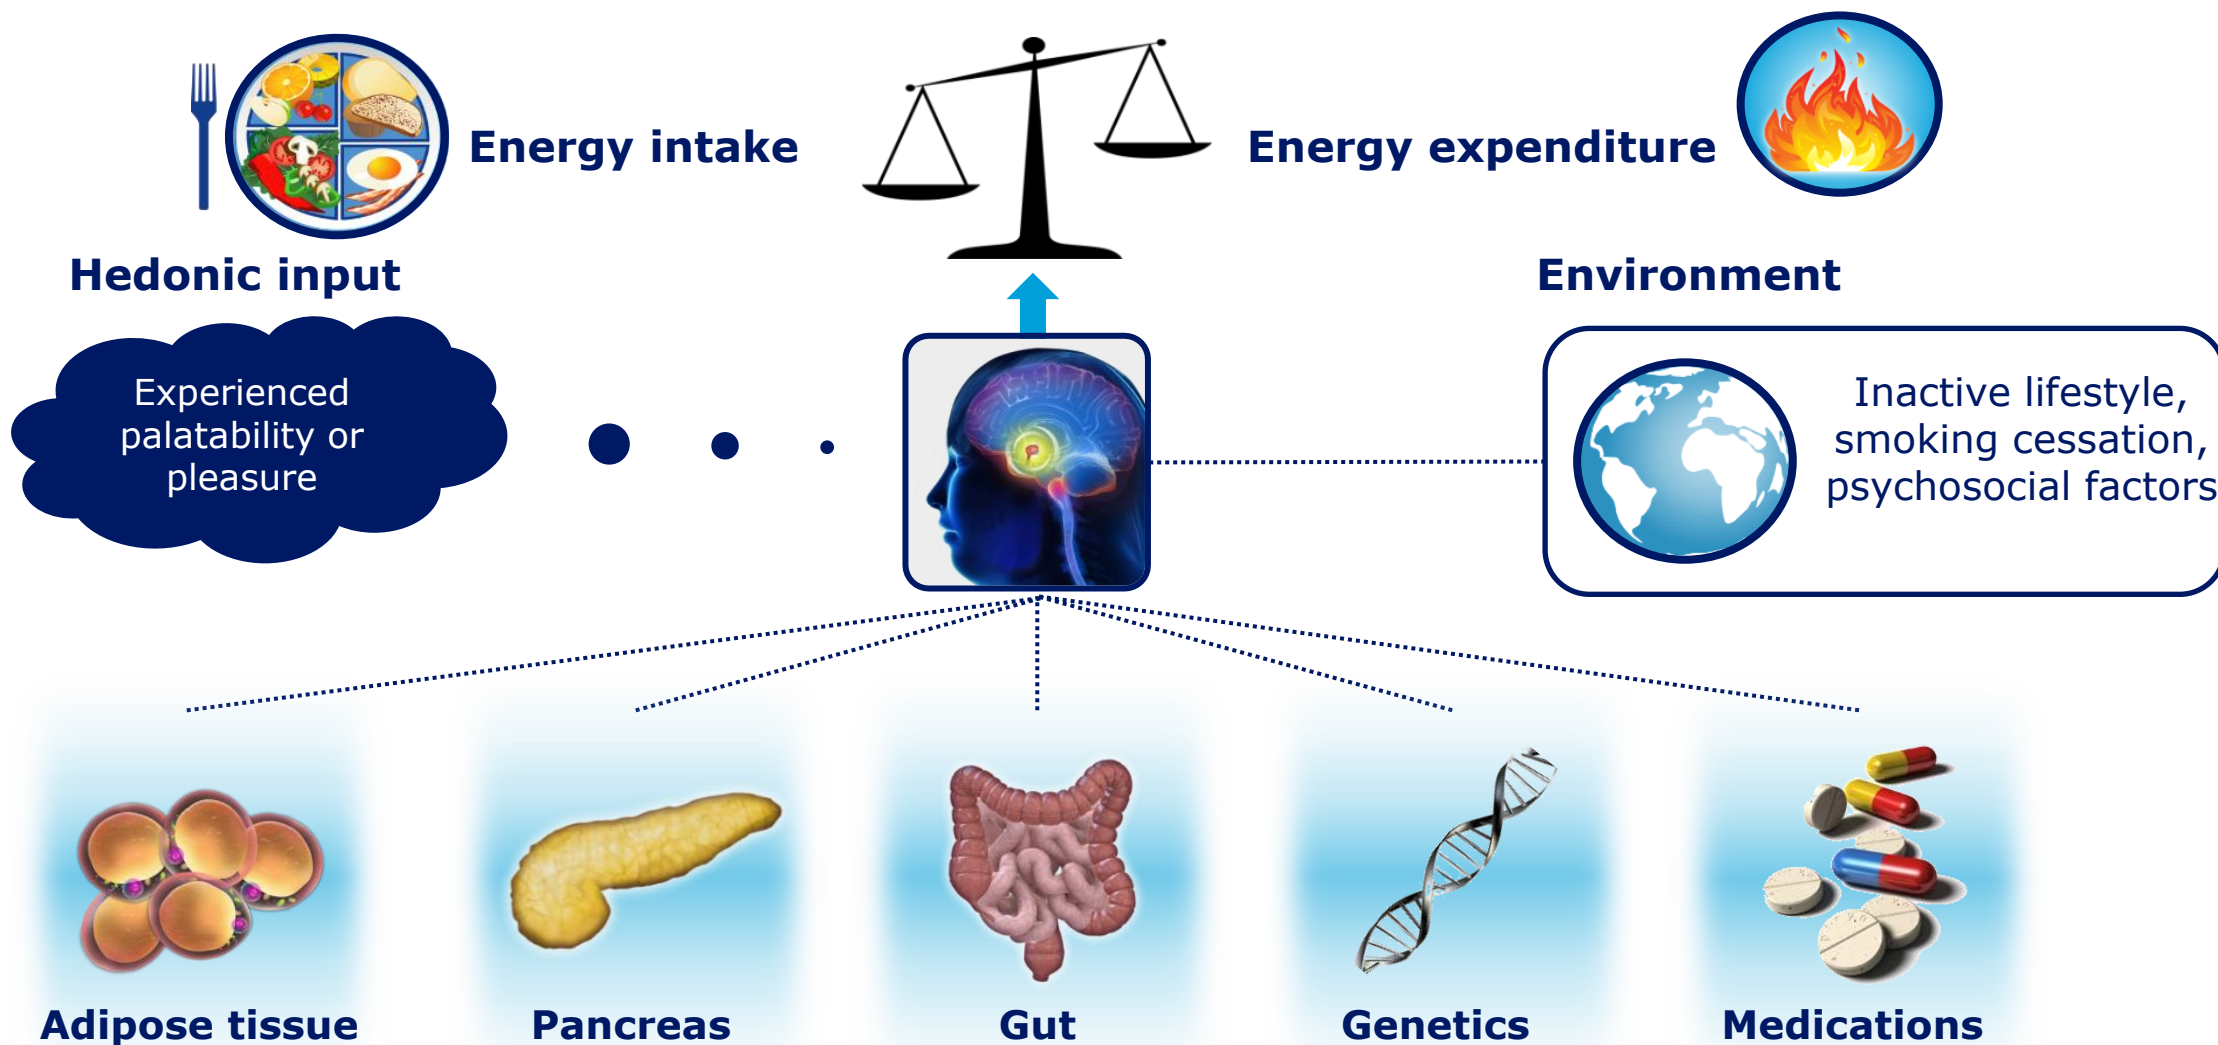 Energy intake
Energy expenditure
Hedonic input
Environment
Experienced
palatability or
pleasure
Inactive lifestyle,
smoking cessation,
psychosocial factors
Adipose tissue
Pancreas
Gut
Genetics
Medications